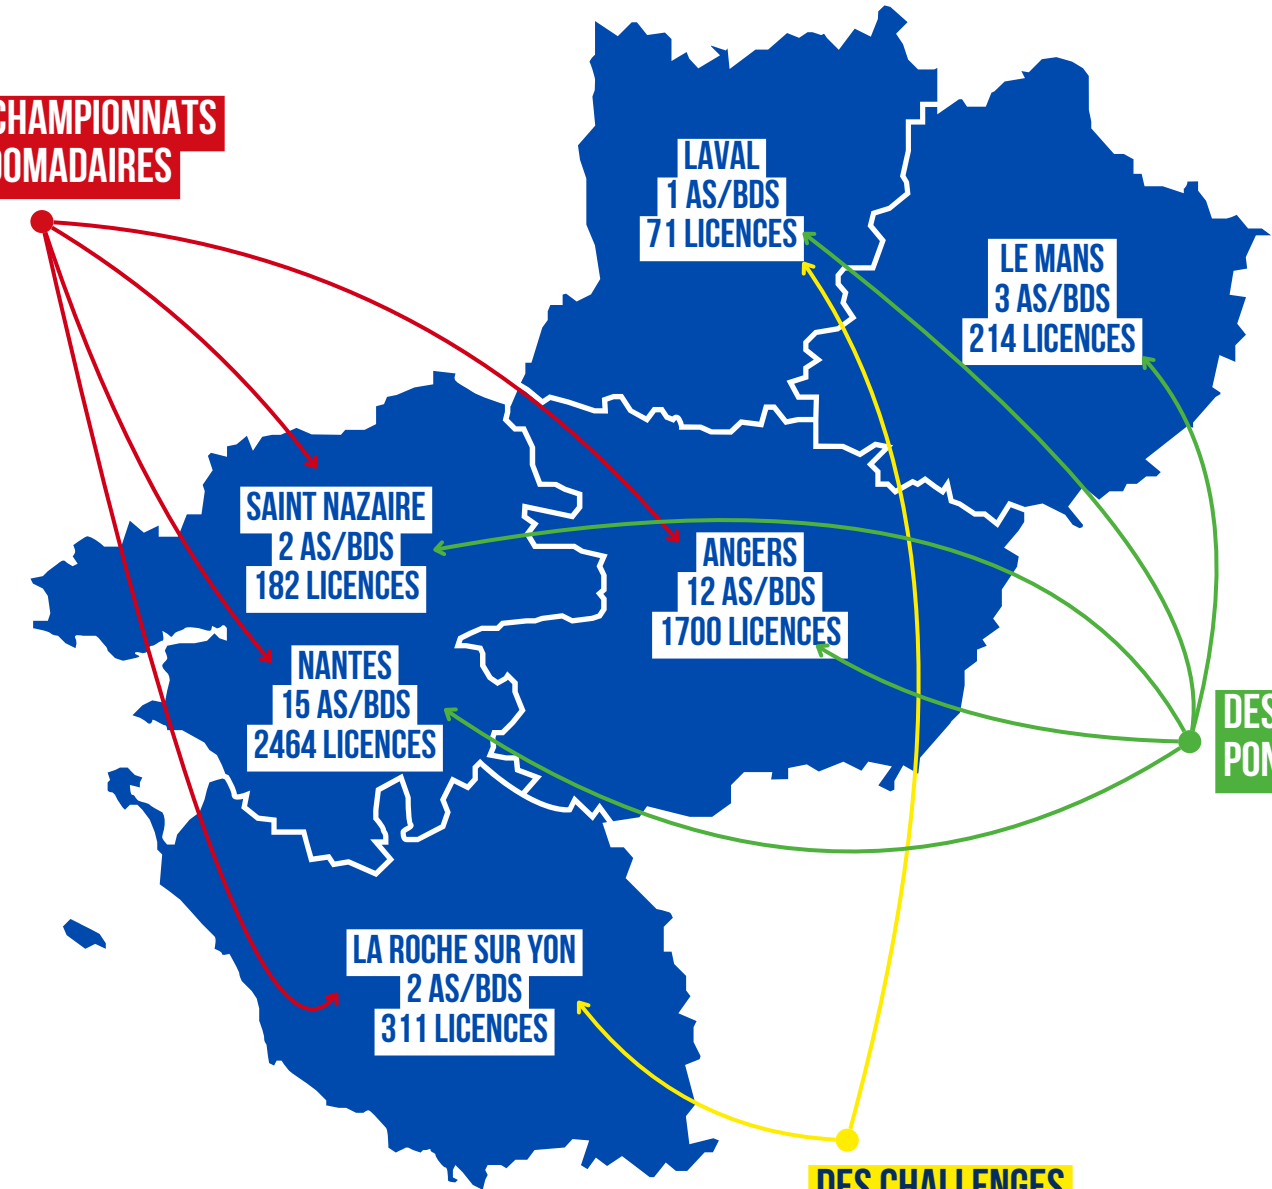 CHAMPIONNATS
DOMADAIRES
LAVAL
1 AS/BDS
71 LICENCES
LE MANS
3 AS/BDS
214 LICENCES
SAINT NAZAIRE
2 AS/BDS
182 LICENCES
ANGERS
12 AS/BDS
1700 LICENCES
NANTES
15 AS/BDS
2464 LICENCES
DES
PON
LA ROCHE SUR YON
2 AS/BDS
311 LICENCES
DES CHALLENGES